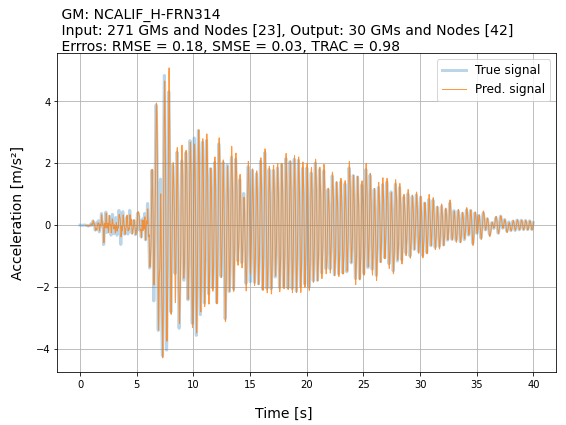 GM: NCALIF_H-FRN314
Input: 271 GMs and Nodes [23], Output: 30 GMs and Nodes [42]
Errros: RMSE = 0.18, SMSE = 0.03, TRAC = 0.98
True signal
Pred. signal
Acceleration [m/s²]
4
2
0
−2
−4
0 5 10 15 20 25 30 35 40
Time [s]